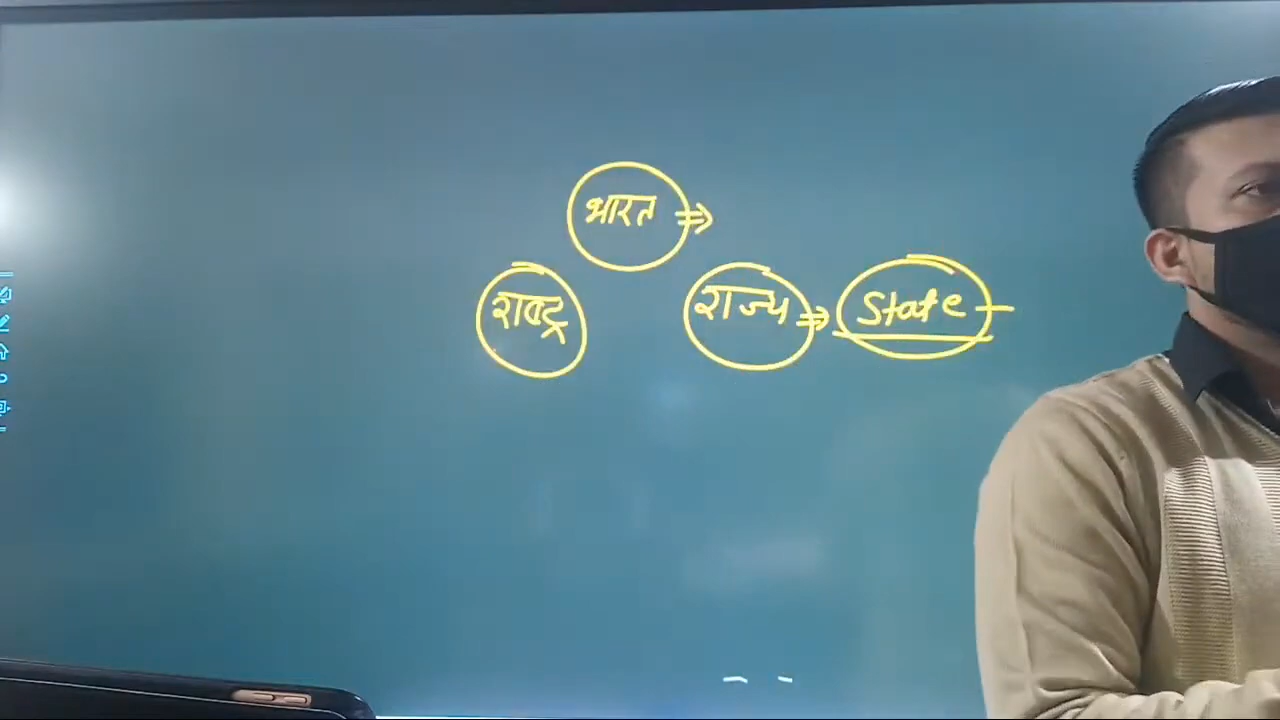 भारत ⇒
राष्ट्र राज्य ⇒ State –